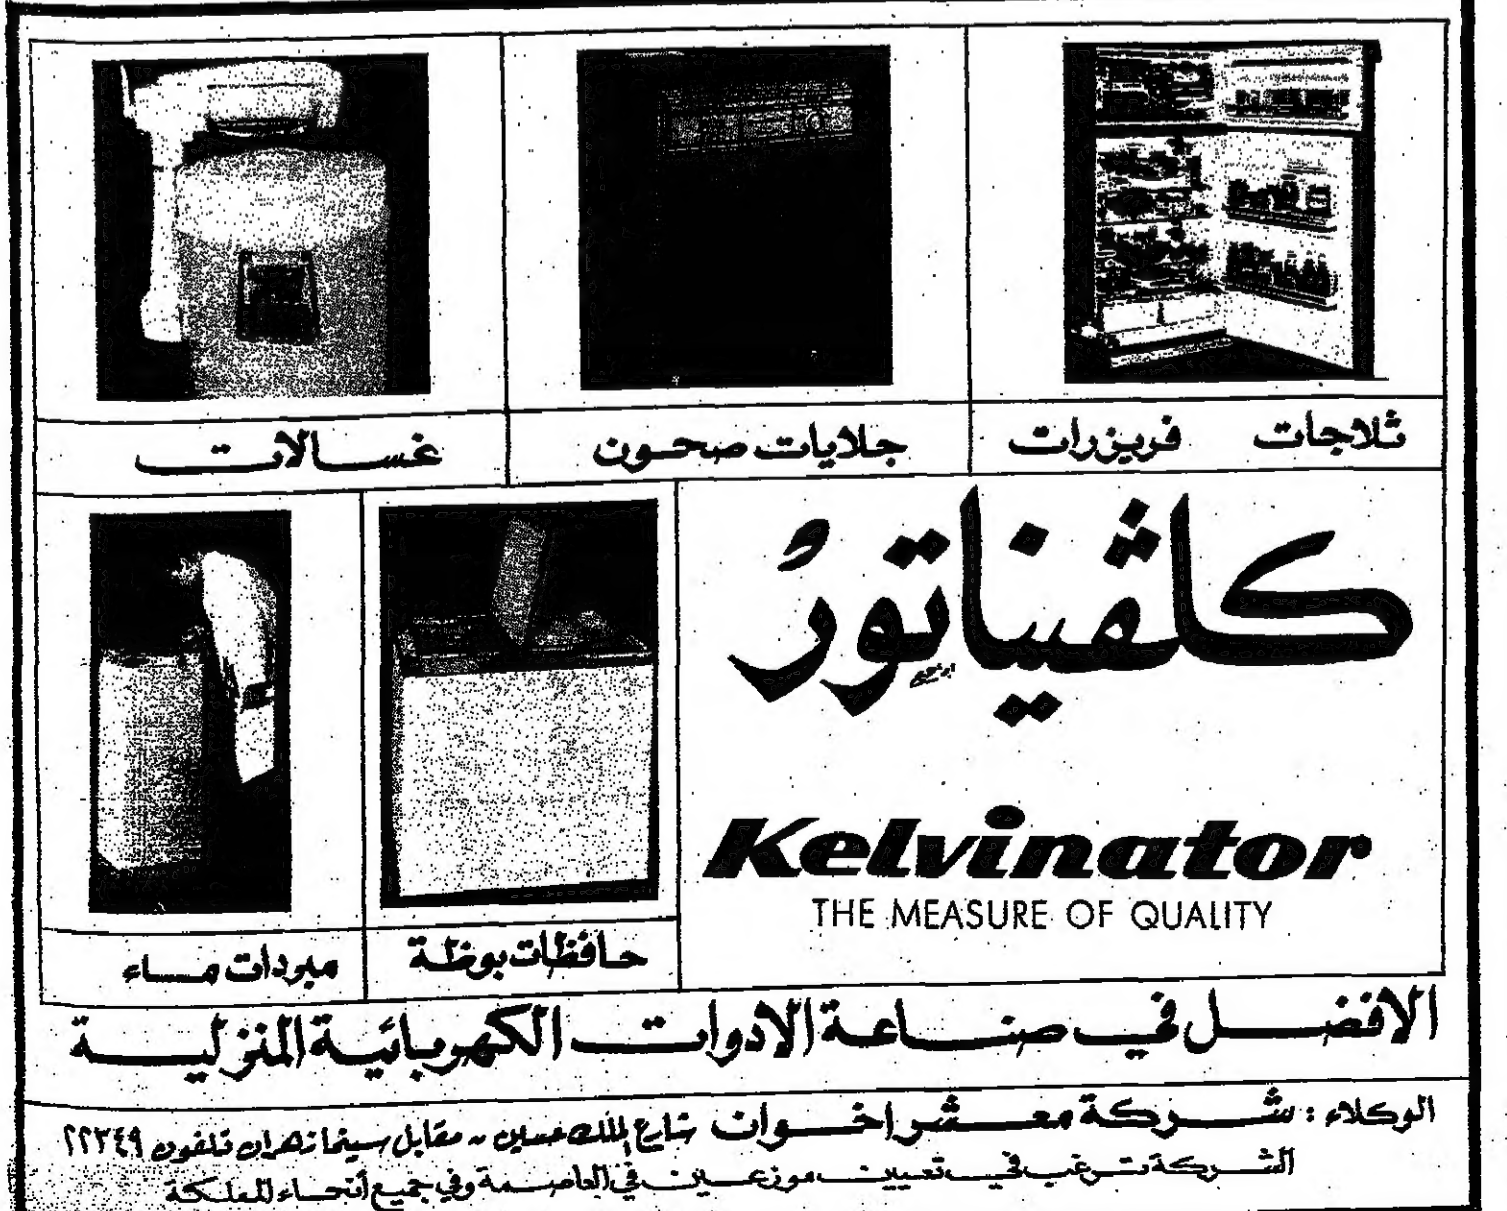 ثلاجات فريزرات
جلايات صحون
غسالات
كلڤيناتور
Kelvinator
THE MEASURE OF QUALITY
حافظات بوظة
مبردات ماء
الافضل في صناعة الادوات الكهربائية المنزلية
الوكلاء : شركة معشر اخوان شارع الملك حسين - مقابل سينما زهران تلفون ٢٢٣٤٩
الشركة ترغب في تعيين موزعين في العاصمة وفي جميع أنحاء المملكة